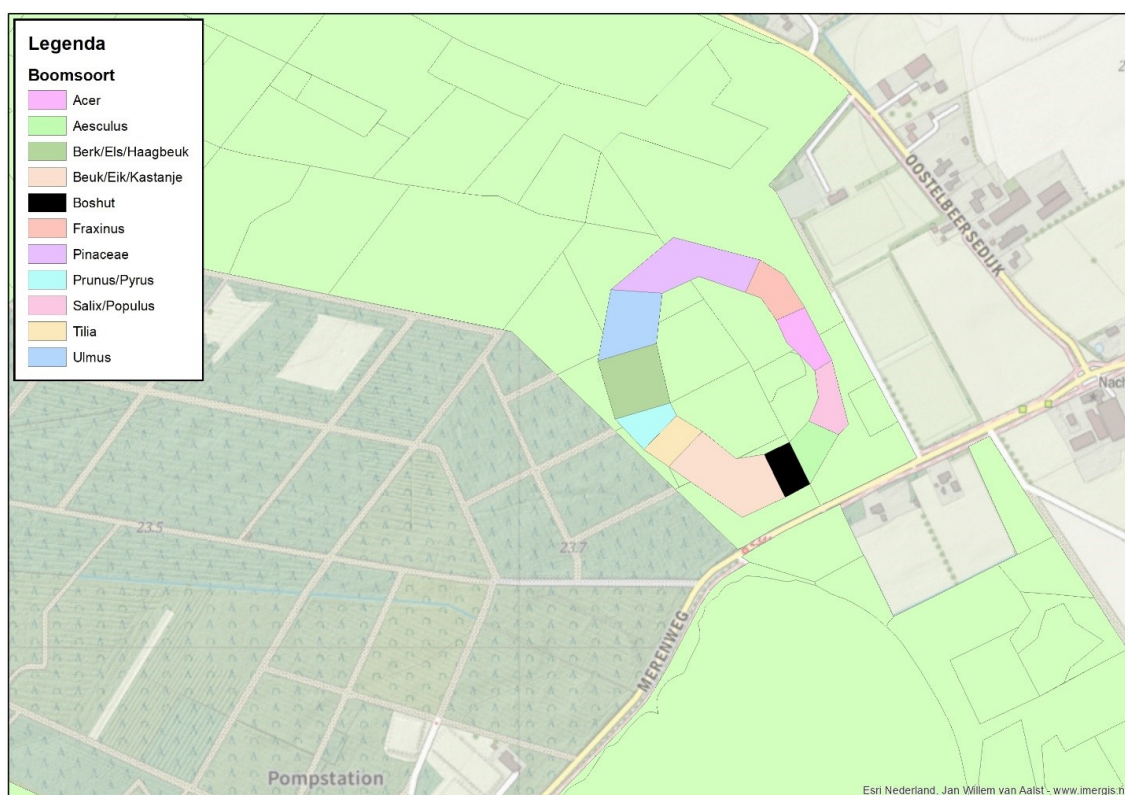 Legenda
Boomsoort
Acer
Aesculus
Berk/Els/Haagbeuk
Beuk/Eik/Kastanje
Boshut
Fraxinus
Pinaceae
Prunus/Pyrus
Salix/Populus
Tilia
Ulmus
OOSTELBEERSEDIJK
Nach
23.5
23.7
MERENWEG
Pompstation
Esri Nederland, Jan Willem van Aalst - www.imergis.n